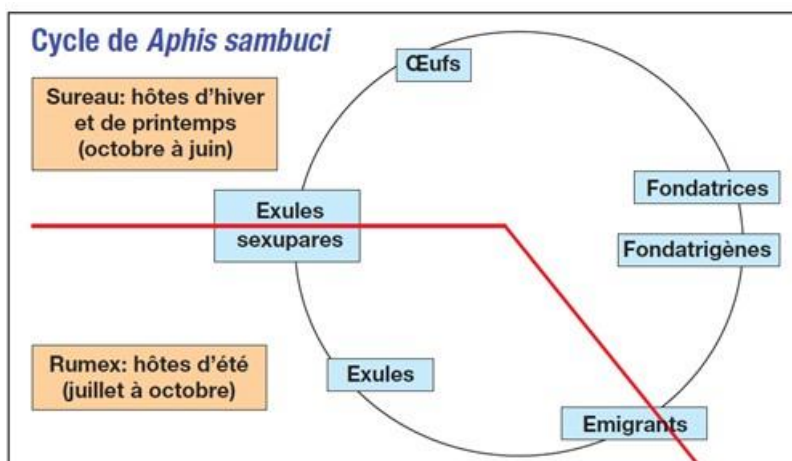 Cycle de Aphis sambuci
Œufs
Sureau: hôtes d'hiver
et de printemps
(octobre à juin)
Fondatrices
Exules
sexupares
Fondatrigènes
Rumex: hôtes d'été
(juillet à octobre)
Exules
Emigrants